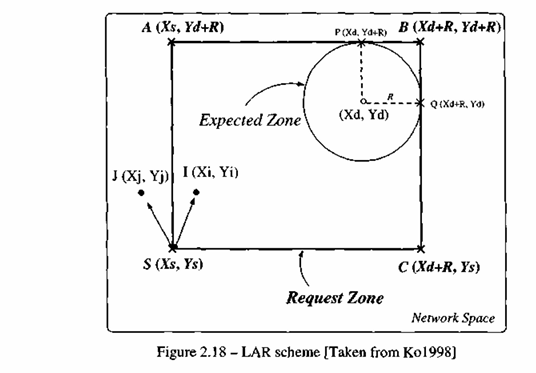 A (Xs, Yd+R)
P (Xd, Yd+R)
B (Xd+R, Yd+R)
R
(Xd, Yd)
Q (Xd+R, Yd)
Expected Zone
J (Xj, Yj)
I (Xi, Yi)
S (Xs, Ys)
C (Xd+R, Ys)
Request Zone
Network Space
Figure 2.18 – LAR scheme [Taken from Ko1998]